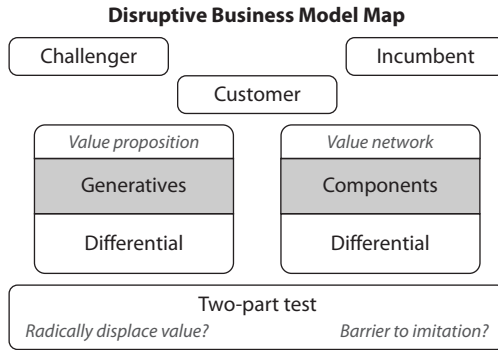 Disruptive Business Model Map
Challenger
Incumbent
Customer
Value proposition
Value network
Generatives
Components
Differential
Differential
Two-part test
Radically displace value?
Barrier to imitation?